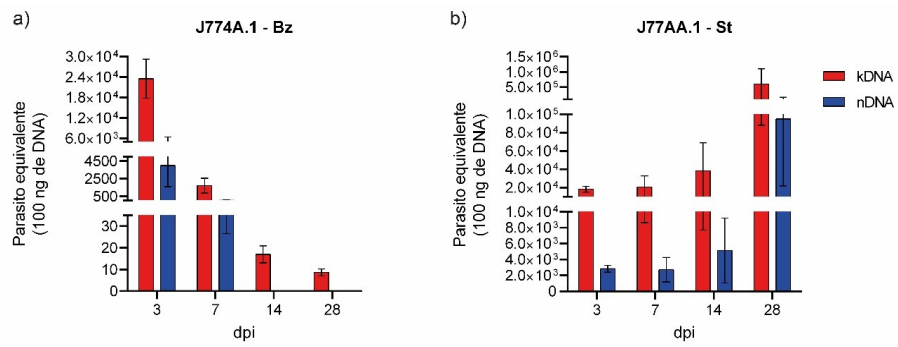 a)
J774A.1 - Bz
Parasito equivalente
(100 ng de DNA)
3.0×10⁴
2.4×10⁴
1.8×10⁴
1.2×10⁴
6.0×10³
4500
2500
500
30
20
10
0
3 7 14 28
dpi
b)
J77AA.1 - St
Parasito equivalente
(100 ng de DNA)
1.5×10⁶
1.0×10⁶
5.0×10⁵
1.0×10⁵
8.0×10⁴
6.0×10⁴
4.0×10⁴
2.0×10⁴
1.0×10⁴
8.0×10³
6.0×10³
4.0×10³
2.0×10³
0
3 7 14 28
dpi
kDNA
nDNA